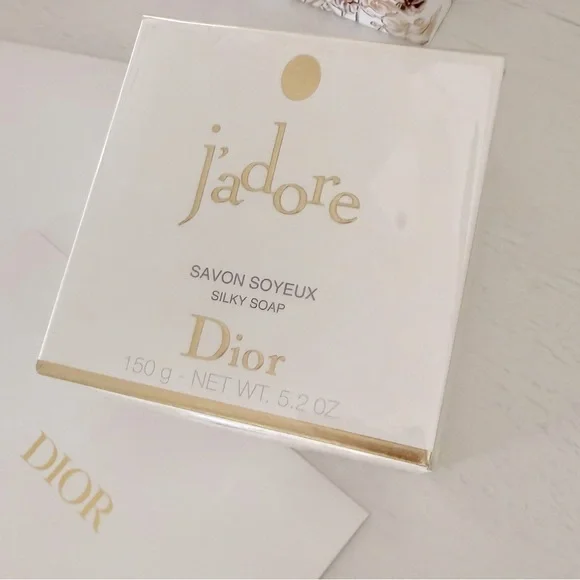 j'adore
SAVON SOYEUX
SILKY SOAP
Dior
150 g - NET WT. 5.2 OZ
DIOR